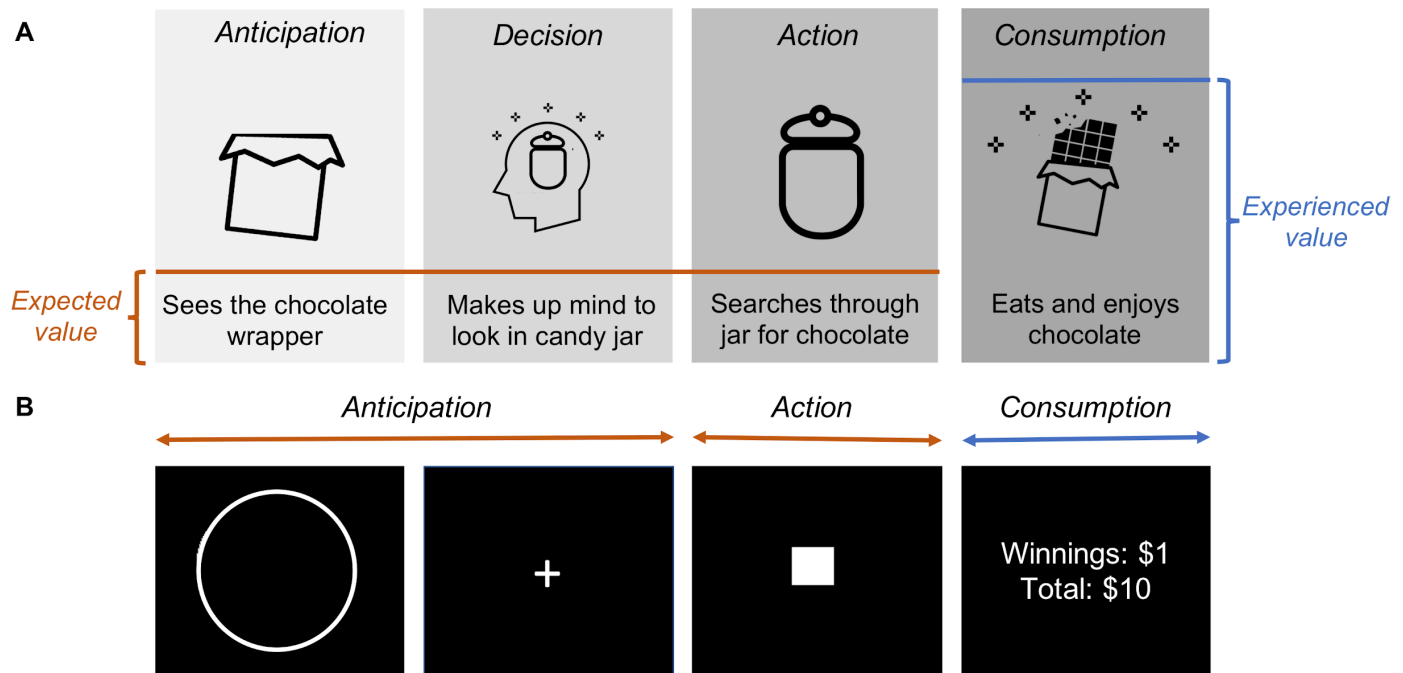 A
Anticipation
Decision
Action
Consumption
Expected
value
Sees the chocolate
wrapper
Makes up mind to
look in candy jar
Searches through
jar for chocolate
Eats and enjoys
chocolate
Experienced
value
B
Anticipation
Action
Consumption
Winnings: $1
Total: $10